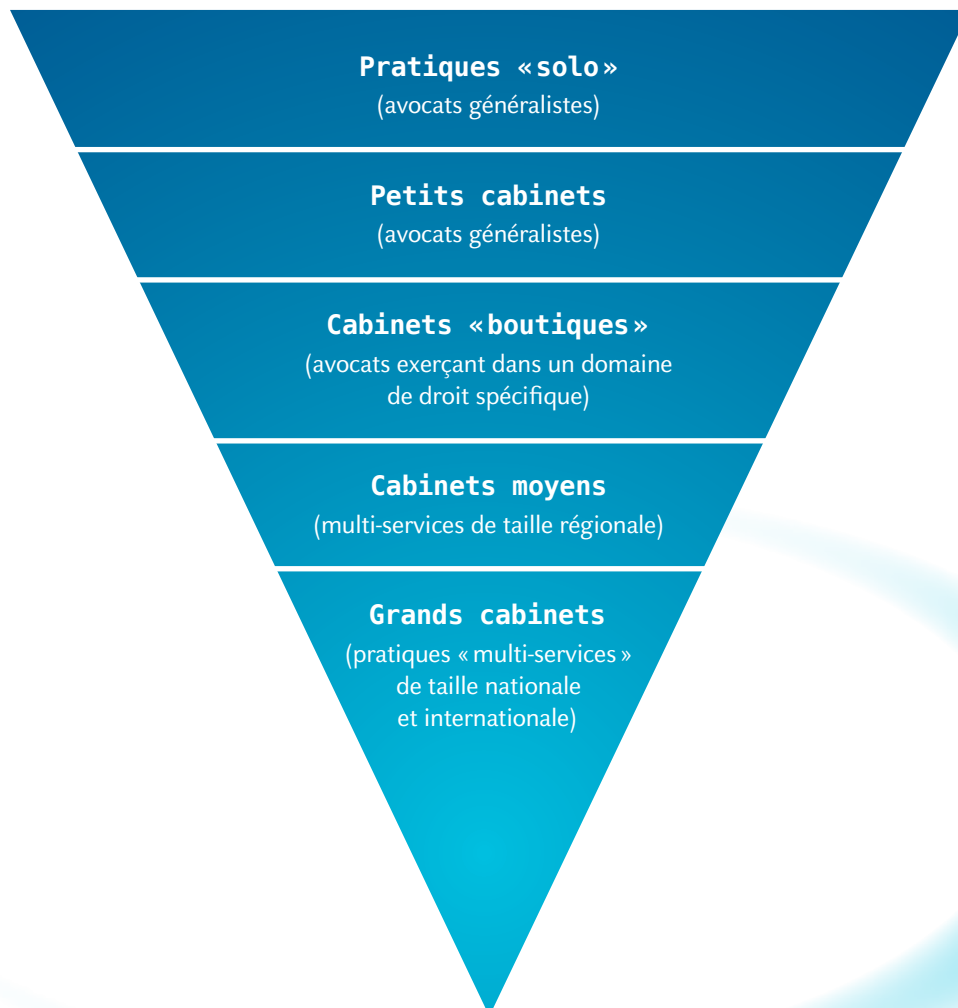 Pratiques «solo»
(avocats généralistes)
Petits cabinets
(avocats généralistes)
Cabinets «boutiques»
(avocats exerçant dans un domaine
de droit spécifique)
Cabinets moyens
(multi-services de taille régionale)
Grands cabinets
(pratiques «multi-services»
de taille nationale
et internationale)